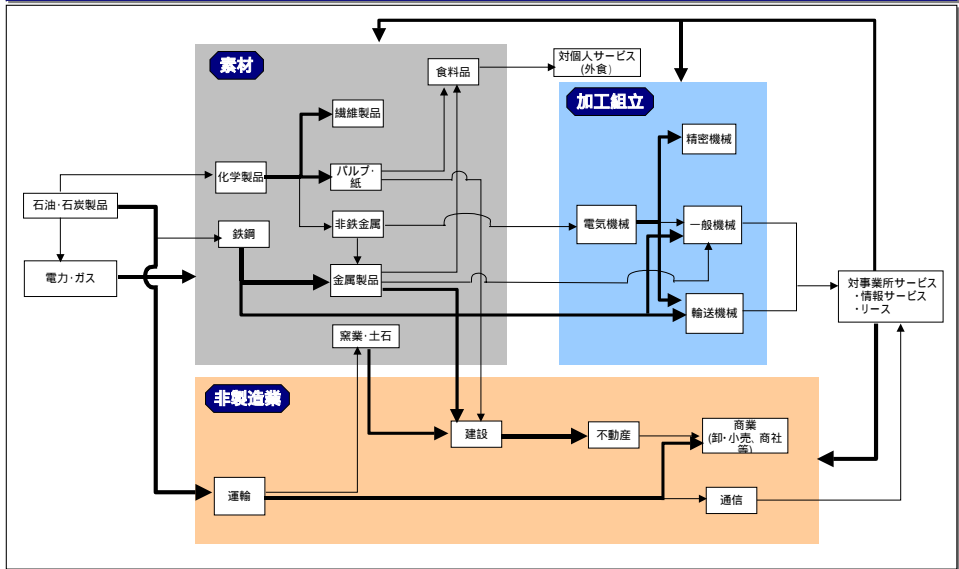 素材
食料品
対個人サービス
(外食)
加工組立
繊維製品
精密機械
化学製品
パルプ・
紙
石油・石炭製品
非鉄金属
電気機械
一般機械
鉄鋼
電力・ガス
金属製品
対事業所サービス
・情報サービス
・リース
輸送機械
窯業・土石
非製造業
建設
不動産
商業
(卸・小売、商社
等)
運輸
通信